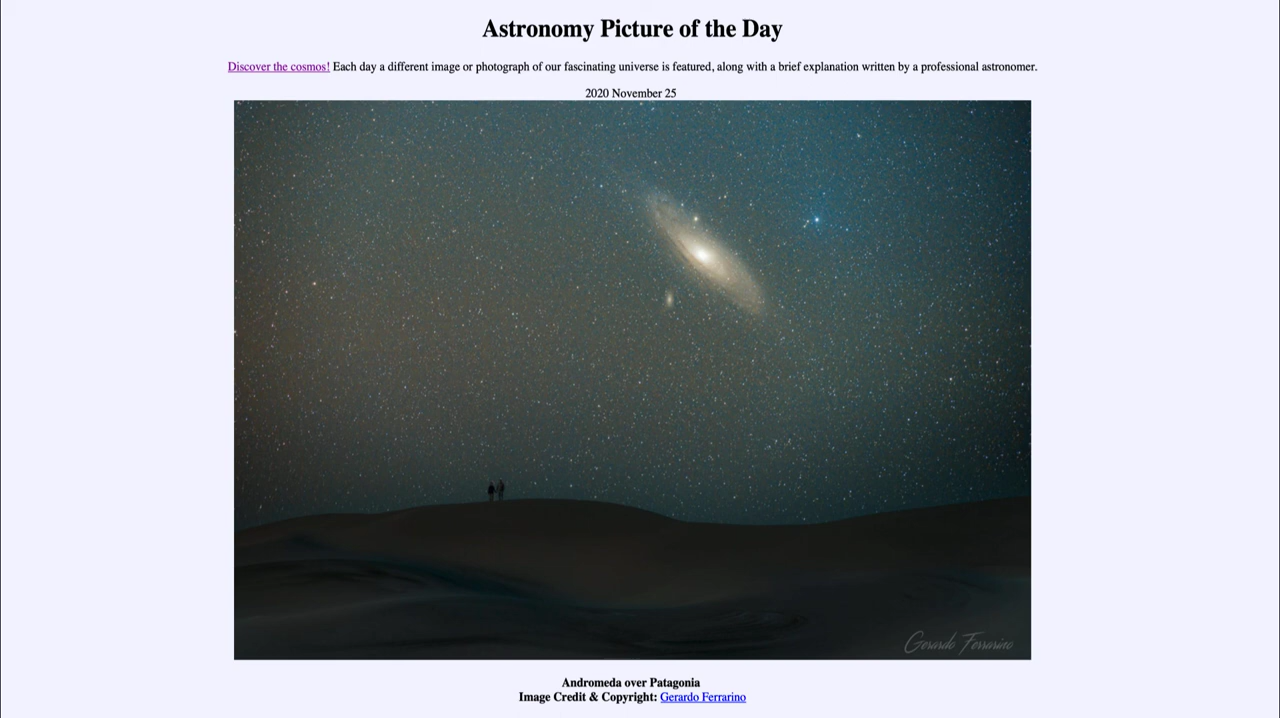 Astronomy Picture of the Day
Discover the cosmos! Each day a different image or photograph of our fascinating universe is featured, along with a brief explanation written by a professional astronomer.
2020 November 25
Gerardo Ferrarino
Andromeda over Patagonia
Image Credit & Copyright: Gerardo Ferrarino